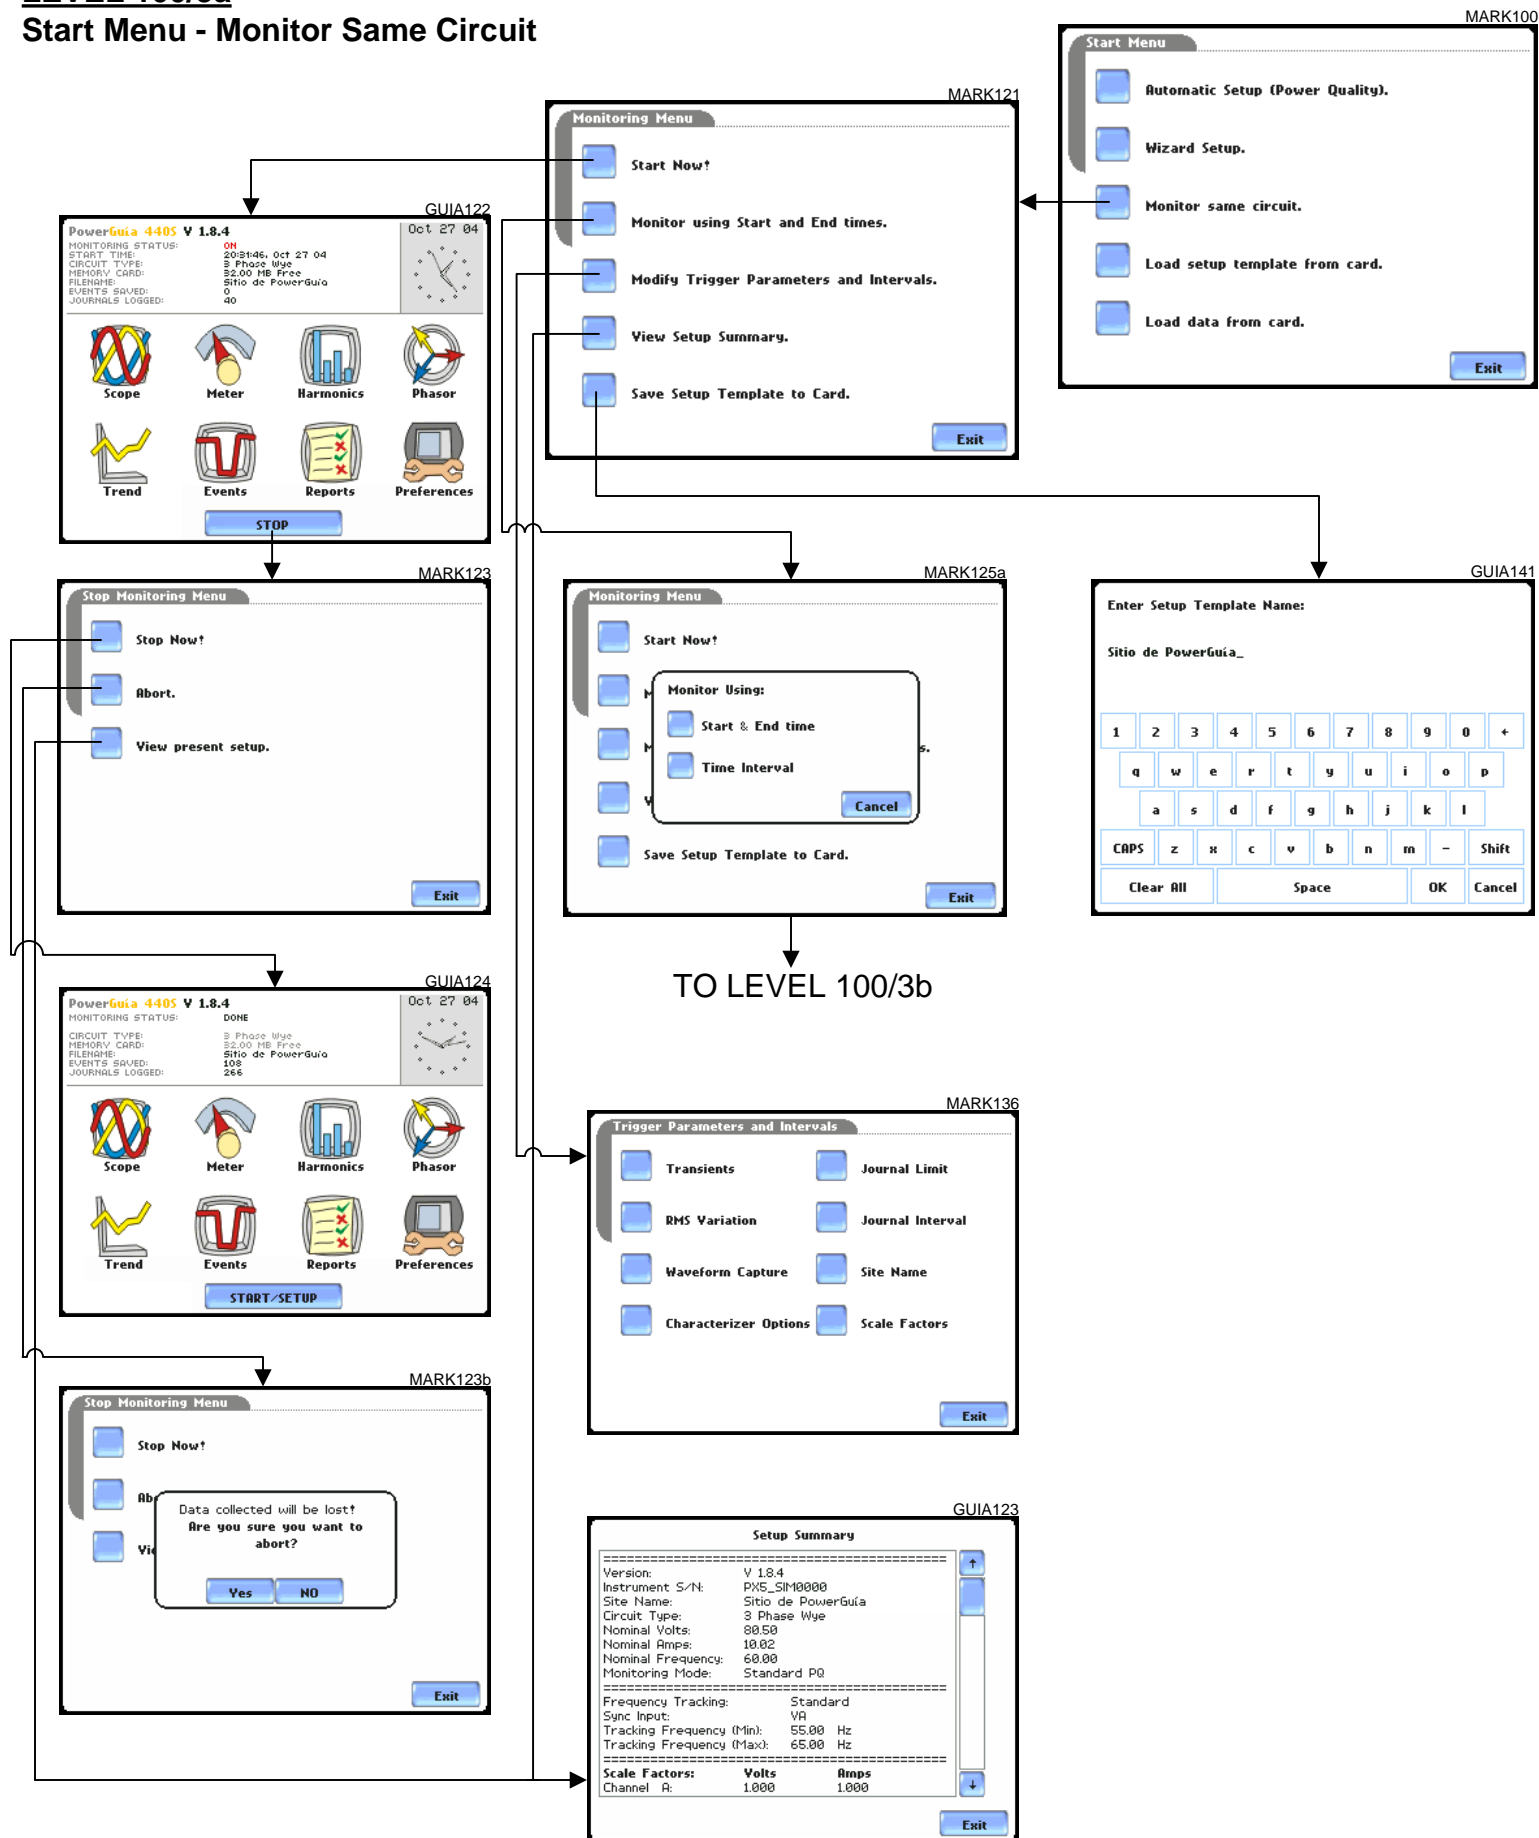 Start Menu - Monitor Same Circuit
MARK100
Start Menu
Automatic Setup (Power Quality).
Wizard Setup.
Monitor same circuit.
Load setup template from card.
Load data from card.
Exit
MARK121
Monitoring Menu
Start Now!
Monitor using Start and End times.
Modify Trigger Parameters and Intervals.
View Setup Summary.
Save Setup Template to Card.
Exit
GUIA122
PowerGuía 440S V 1.8.4
Oct 27 04
MONITORING STATUS: ON
START TIME: 20:31:46, Oct 27 04
CIRCUIT TYPE: 3 Phase Wye
MEMORY CARD: 32.00 MB Free
FILENAME: Sitio de PowerGuía
EVENTS SAVED: 0
JOURNALS LOGGED: 40
Scope Meter Harmonics Phasor
Trend Events Reports Preferences
STOP
MARK123
Stop Monitoring Menu
Stop Now!
Abort.
View present setup.
Exit
MARK125a
Monitoring Menu
Start Now!
M
Monitor Using:
Start & End time
M
s.
Time Interval
V
Cancel
Save Setup Template to Card.
Exit
TO LEVEL 100/3b
GUIA141
Enter Setup Template Name:
Sitio de PowerGuía_
1 2 3 4 5 6 7 8 9 0 ←
q w e r t y u i o p
a s d f g h j k l
CAPS z x c v b n m - Shift
Clear All Space OK Cancel
GUIA124
PowerGuía 440S V 1.8.4
Oct 27 04
MONITORING STATUS: DONE
CIRCUIT TYPE: 3 Phase Wye
MEMORY CARD: 32.00 MB Free
FILENAME: Sitio de PowerGuía
EVENTS SAVED: 108
JOURNALS LOGGED: 266
Scope Meter Harmonics Phasor
Trend Events Reports Preferences
START/SETUP
MARK136
Trigger Parameters and Intervals
Transients Journal Limit
RMS Variation Journal Interval
Waveform Capture Site Name
Characterizer Options Scale Factors
Exit
MARK123b
Stop Monitoring Menu
Stop Now!
Ab
Data collected will be lost!
Are you sure you want to
abort?
Vi
Yes NO
Exit
GUIA123
Setup Summary
============================================
Version: V 1.8.4
Instrument S/N: PX5_SIM0000
Site Name: Sitio de PowerGuía
Circuit Type: 3 Phase Wye
Nominal Volts: 80.50
Nominal Amps: 10.02
Nominal Frequency: 60.00
Monitoring Mode: Standard PQ
============================================
Frequency Tracking: Standard
Sync Input: VA
Tracking Frequency (Min): 55.00 Hz
Tracking Frequency (Max): 65.00 Hz
============================================
Scale Factors: Volts Amps
Channel A: 1.000 1.000
Exit